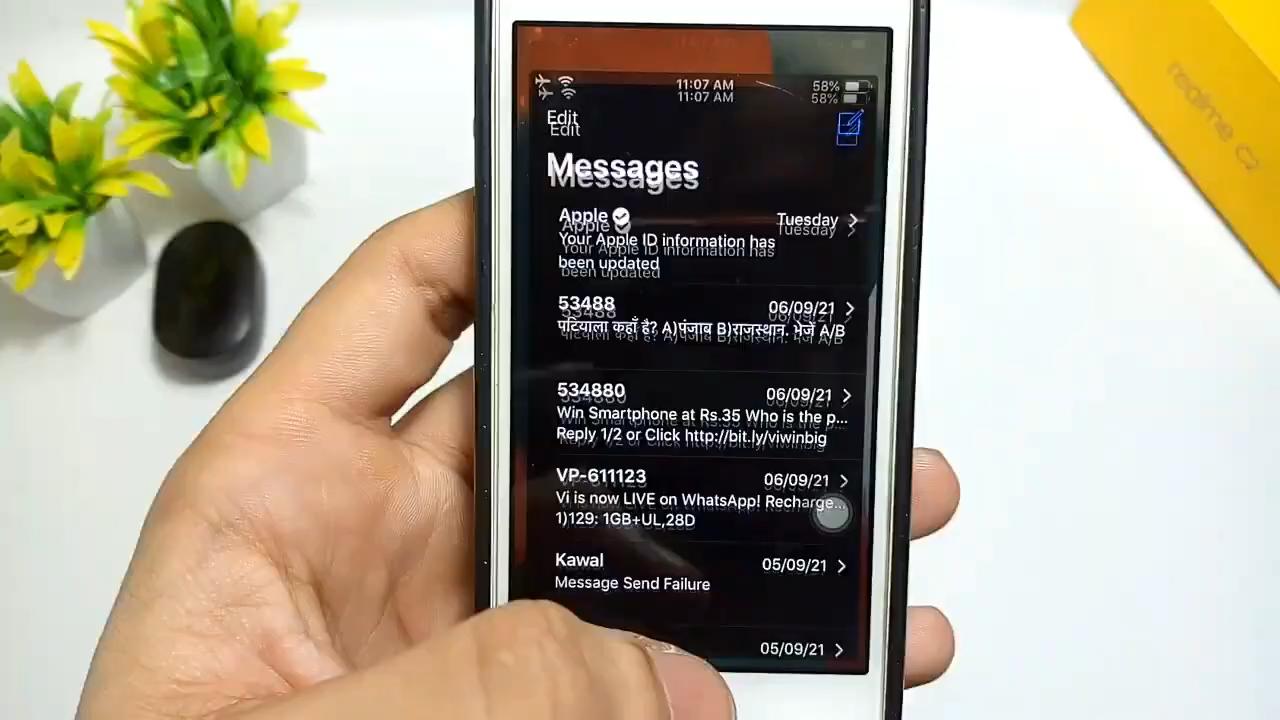 11:07 AM
58%
Edit
Messages
Apple
Tuesday
Your Apple ID information has
been updated
53488
06/09/21
पटियाला कहाँ है? A)पंजाब B)राजस्थान. भेजें A/B
534880
06/09/21
Win Smartphone at Rs.35 Who is the p...
Reply 1/2 or Click http://bit.ly/viwinbig
VP-611123
06/09/21
Vi is now LIVE on WhatsApp! Recharge...
1)129: 1GB+UL,28D
Kawal
05/09/21
Message Send Failure
05/09/21
realme C2